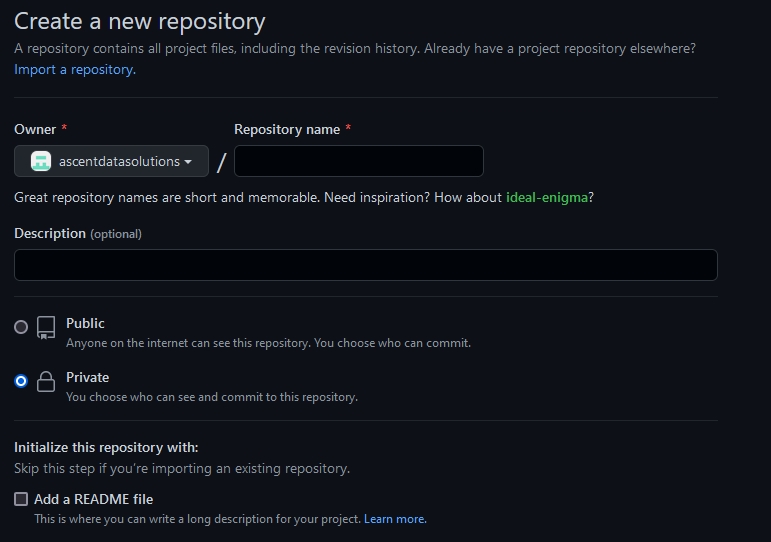 Create a new repository
A repository contains all project files, including the revision history. Already have a project repository elsewhere?
Import a repository.
Owner * Repository name *
ascentdatasolutions /
Great repository names are short and memorable. Need inspiration? How about ideal-enigma?
Description (optional)
Public
Anyone on the internet can see this repository. You choose who can commit.
Private
You choose who can see and commit to this repository.
Initialize this repository with:
Skip this step if you’re importing an existing repository.
Add a README file
This is where you can write a long description for your project. Learn more.